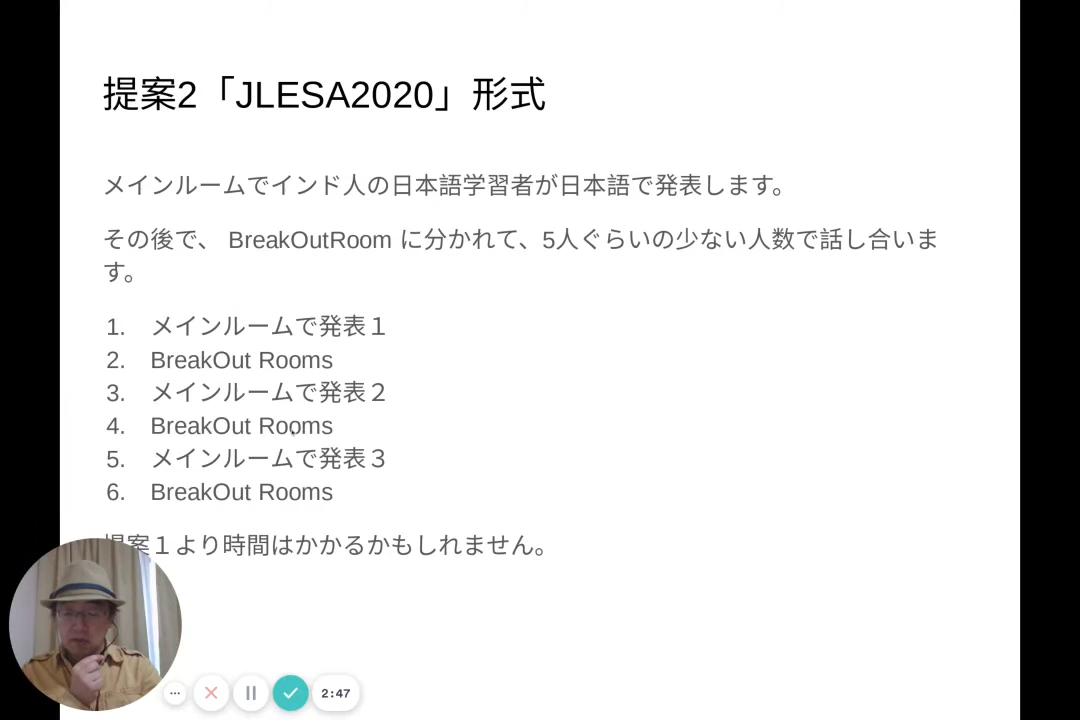 提案2「JLESA2020」形式
メインルームでインド人の日本語学習者が日本語で発表します。
その後で、 BreakOutRoom に分かれて、5人ぐらいの少ない人数で話し合いま
す。
1. メインルームで発表１
2. BreakOut Rooms
3. メインルームで発表２
4. BreakOut Rooms
5. メインルームで発表３
6. BreakOut Rooms
提案１より時間はかかるかもしれません。
2:47